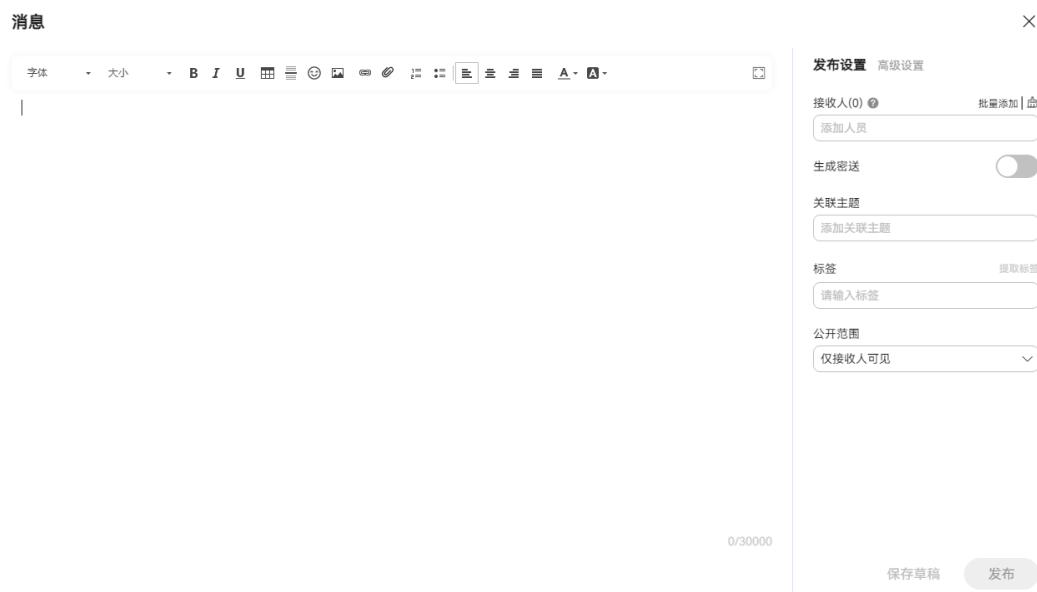 消息
字体 大小 B I U A A
发布设置 高级设置
接收人(0) ? 批量添加
添加人员
生成密送
关联主题
添加关联主题
标签 提取标签
请输入标签
公开范围
仅接收人可见
0/30000
保存草稿 发布